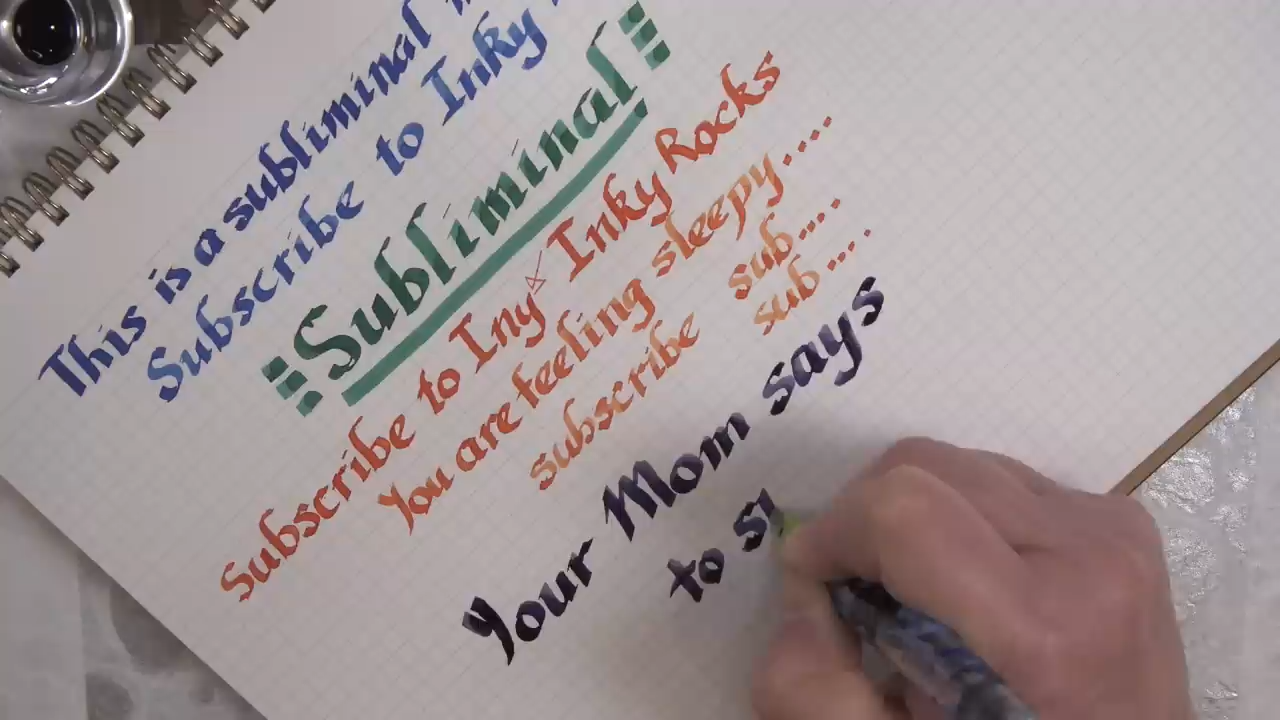 This is a subliminal
Subscribe to Inky
Subliminal
Subscribe to Iny Inky Rocks
You are feeling sleepy....
subscribe sub....
sub....
Your Mom says
to su